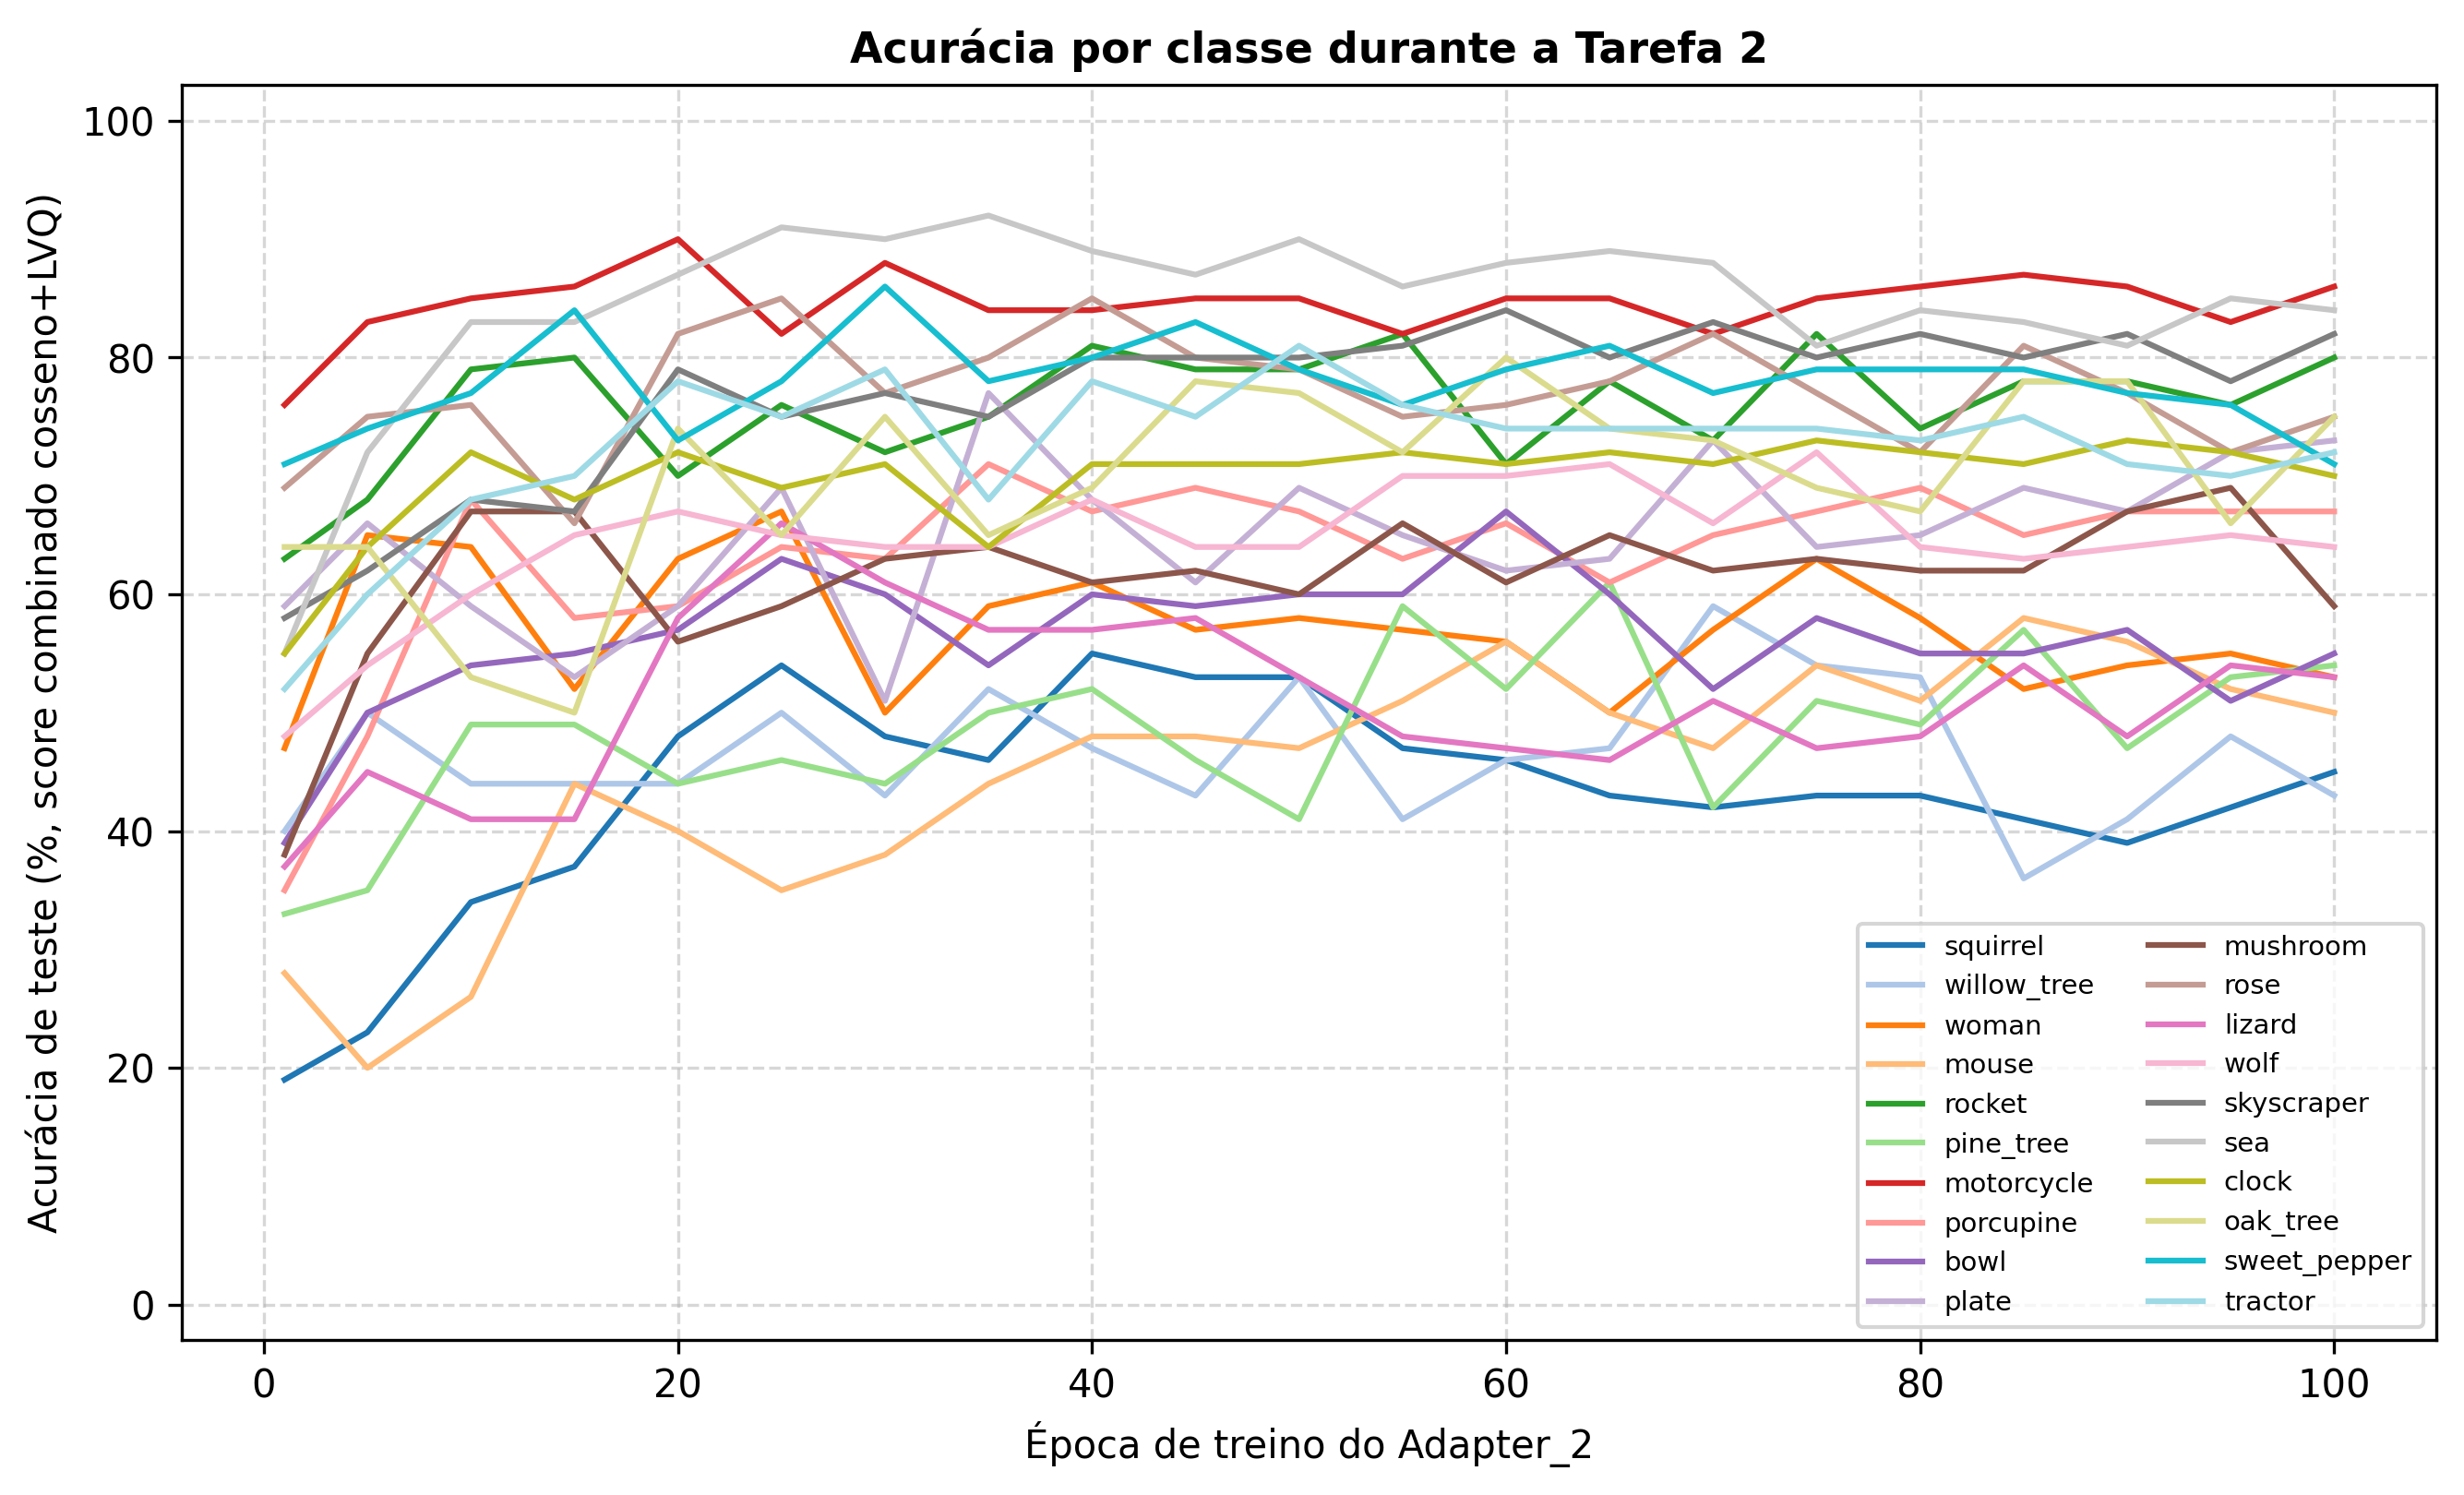 Acurácia por classe durante a Tarefa 2
Acurácia de teste (%, score combinado cosseno+LVQ)
100
80
60
40
20
0
0
20
40
60
80
100
Época de treino do Adapter_2
squirrel
willow_tree
woman
mouse
rocket
pine_tree
motorcycle
porcupine
bowl
plate
mushroom
rose
lizard
wolf
skyscraper
sea
clock
oak_tree
sweet_pepper
tractor